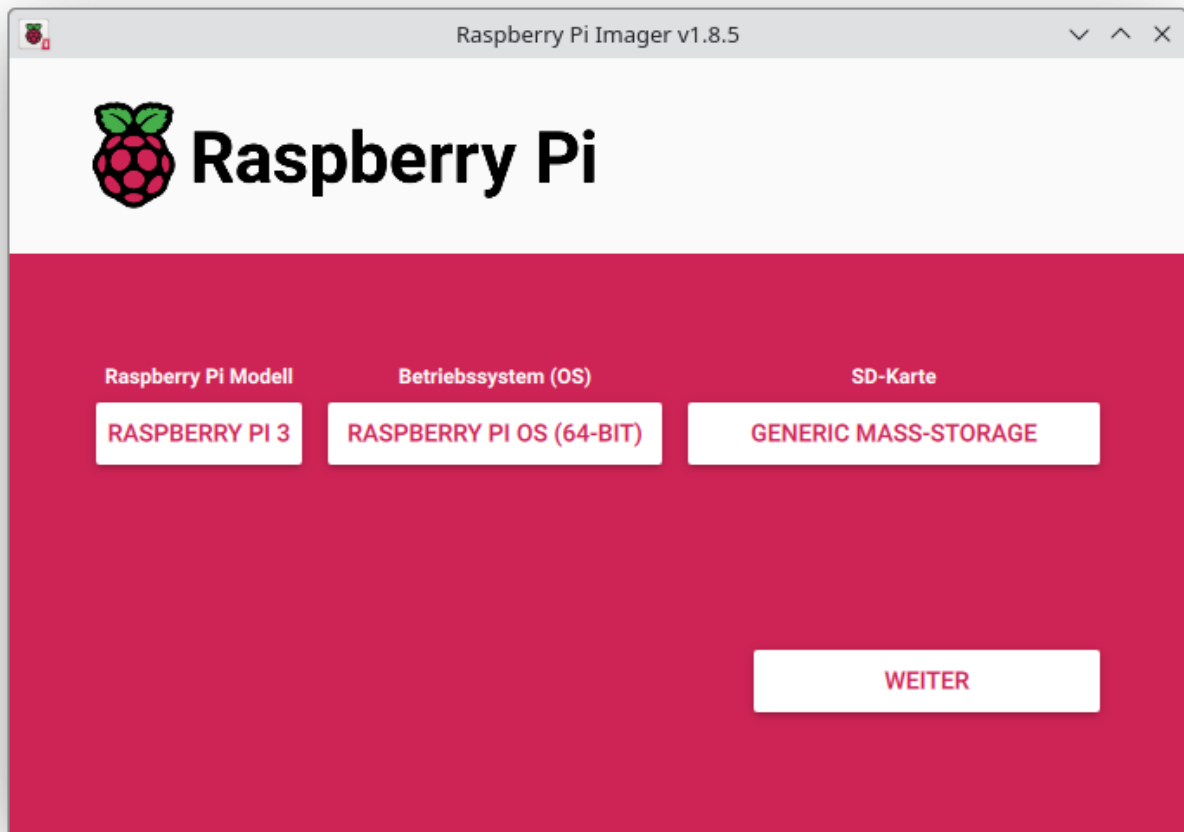 Raspberry Pi Imager v1.8.5
Raspberry Pi
Raspberry Pi Modell Betriebssystem (OS) SD-Karte
RASPBERRY PI 3 RASPBERRY PI OS (64-BIT) GENERIC MASS-STORAGE
WEITER